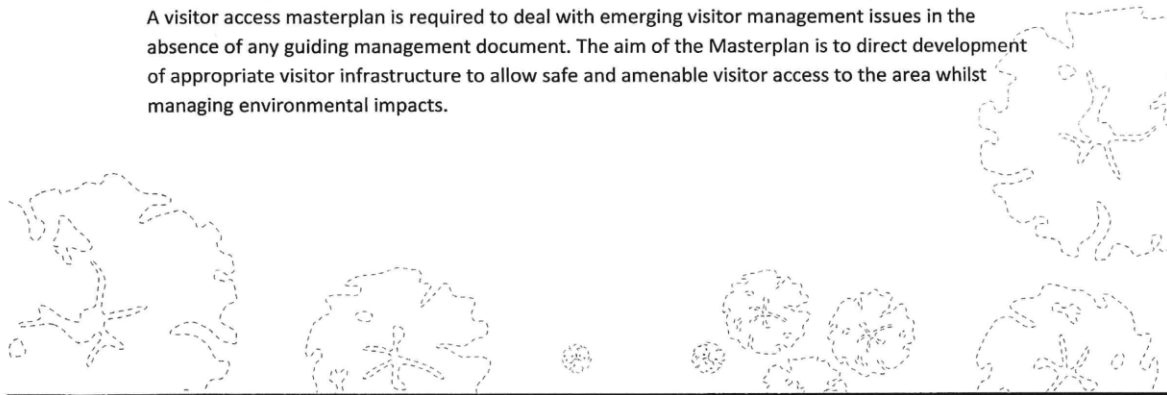 A visitor access masterplan is required to deal with emerging visitor management issues in the
absence of any guiding management document. The aim of the Masterplan is to direct development
of appropriate visitor infrastructure to allow safe and amenable visitor access to the area whilst
managing environmental impacts.